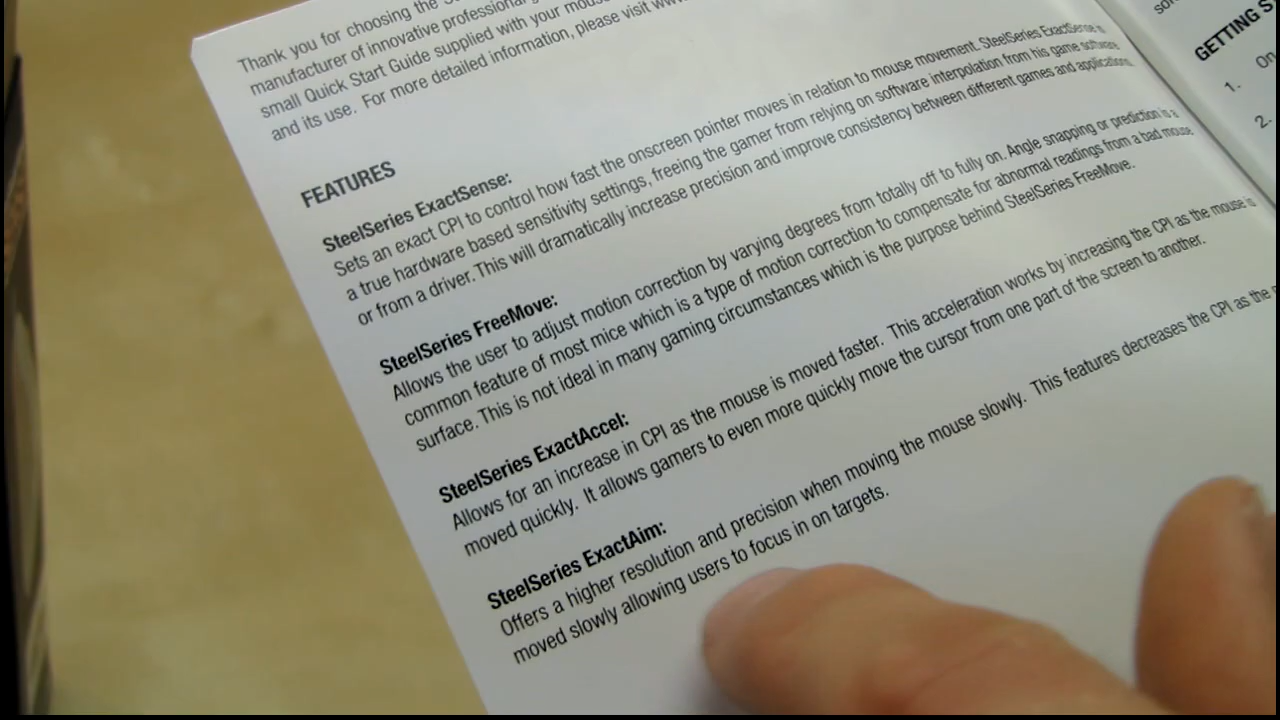 Thank you for choosing the
manufacturer of innovative professional
small Quick Start Guide supplied with your mouse
and its use. For more detailed information, please visit www.
FEATURES
SteelSeries ExactSense:
Sets an exact CPI to control how fast the onscreen pointer moves in relation to mouse movement. SteelSeries ExactSense is
a true hardware based sensitivity settings, freeing the gamer from relying on software interpolation from his game software
or from a driver. This will dramatically increase precision and improve consistency between different games and applications.
SteelSeries FreeMove:
Allows the user to adjust motion correction by varying degrees from totally off to fully on. Angle snapping or prediction is a
common feature of most mice which is a type of motion correction to compensate for abnormal readings from a bad mouse
surface. This is not ideal in many gaming circumstances which is the purpose behind SteelSeries FreeMove.
SteelSeries ExactAccel:
Allows for an increase in CPI as the mouse is moved faster. This acceleration works by increasing the CPI as the mouse is
moved quickly. It allows gamers to even more quickly move the cursor from one part of the screen to another.
SteelSeries ExactAim:
Offers a higher resolution and precision when moving the mouse slowly. This features decreases the CPI as the
moved slowly allowing users to focus in on targets.
GETTING
1. On
2.